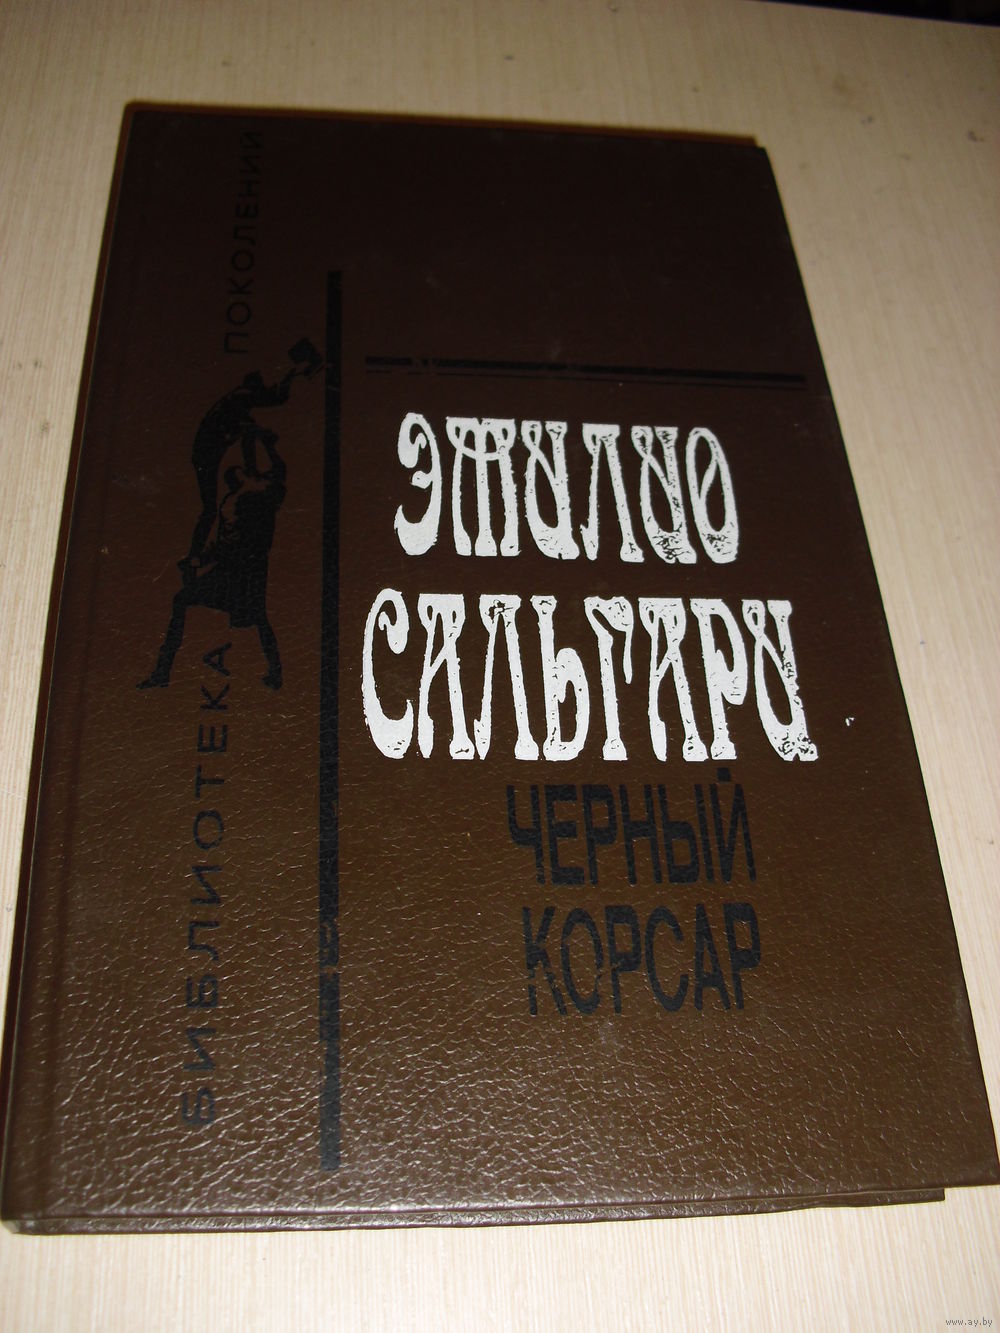 БИБЛИОТЕКА ПОКОЛЕНИЙ
ЭМИЛИО
САЛЬГАРИ
ЧЕРНЫЙ
КОРСАР
www.ay.by